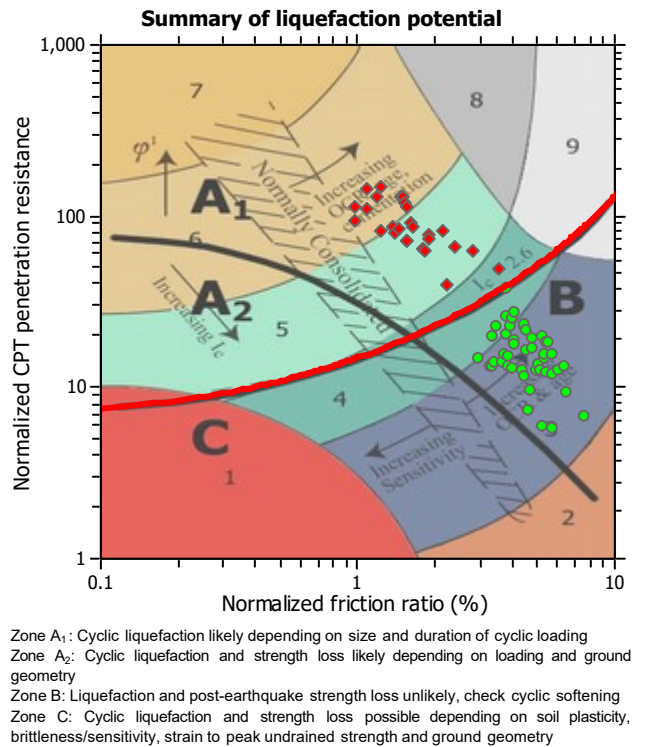 Summary of liquefaction potential
1,000
100
10
1
0.1
1
10
Normalized CPT penetration resistance
Normalized friction ratio (%)
7
8
9
φ'
A1
Normally Consolidated
Increasing
OCR, age,
cementation
6
A2
Increasing Ic
5
Ic = 2.6
B
4
Increasing
OCR & age
C
1
Increasing
Sensitivity
3
2
Zone A1: Cyclic liquefaction likely depending on size and duration of cyclic loading
Zone A2: Cyclic liquefaction and strength loss likely depending on loading and ground
geometry
Zone B: Liquefaction and post-earthquake strength loss unlikely, check cyclic softening
Zone C: Cyclic liquefaction and strength loss possible depending on soil plasticity,
brittleness/sensitivity, strain to peak undrained strength and ground geometry